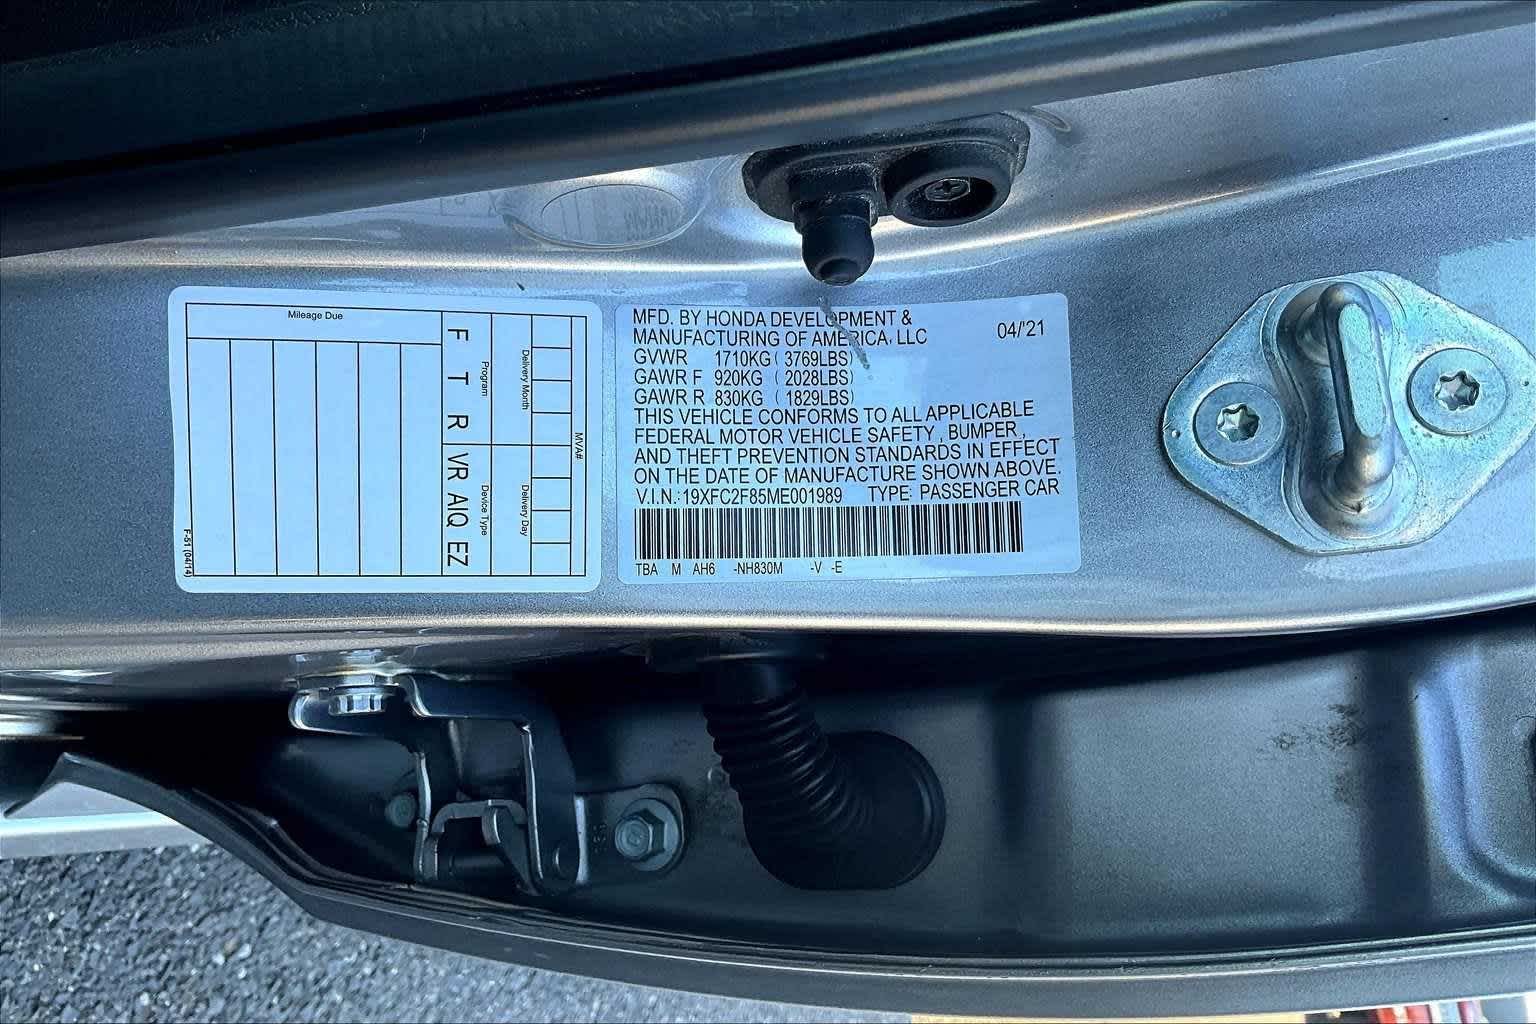 Mileage Due
F T R
VR AIQ EZ
Program
Device Type
Delivery Month
Delivery Day
MVA#
F-51 (04/14)
MFD. BY HONDA DEVELOPMENT &
MANUFACTURING OF AMERICA, LLC 04/'21
GVWR 1710KG ( 3769LBS)
GAWR F 920KG ( 2028LBS)
GAWR R 830KG ( 1829LBS)
THIS VEHICLE CONFORMS TO ALL APPLICABLE
FEDERAL MOTOR VEHICLE SAFETY , BUMPER ,
AND THEFT PREVENTION STANDARDS IN EFFECT
ON THE DATE OF MANUFACTURE SHOWN ABOVE.
V.I.N.:19XFC2F85ME001989 TYPE: PASSENGER CAR
TBA M AH6 -NH830M -V -E